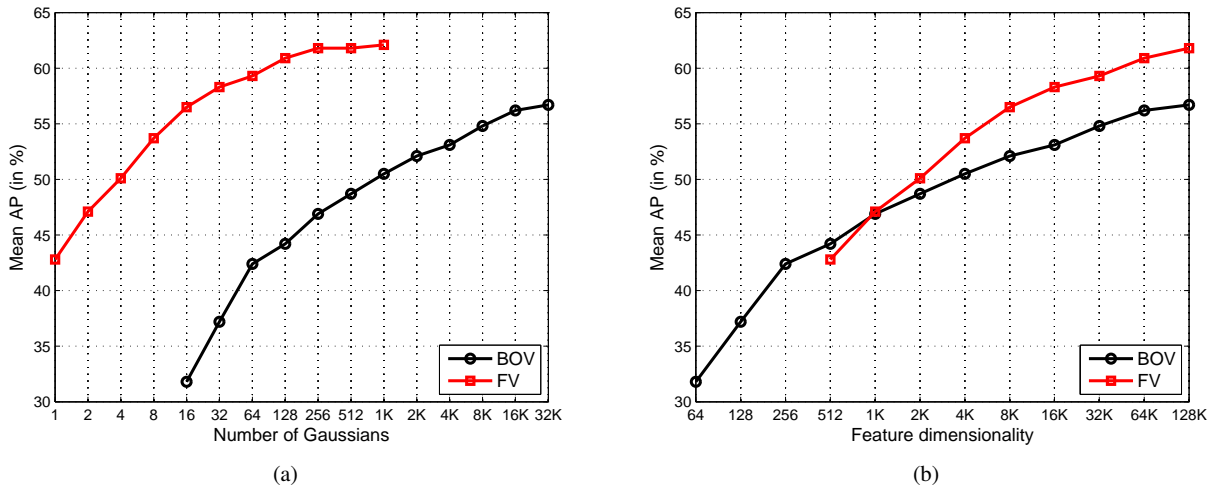 65
60
55
50
45
40
35
30
Mean AP (in %)
1 2 4 8 16 32 64 128 256 512 1K 2K 4K 8K 16K 32K
Number of Gaussians
BOV
FV
(a)
65
60
55
50
45
40
35
30
Mean AP (in %)
64 128 256 512 1K 2K 4K 8K 16K 32K 64K 128K
Feature dimensionality
BOV
FV
(b)